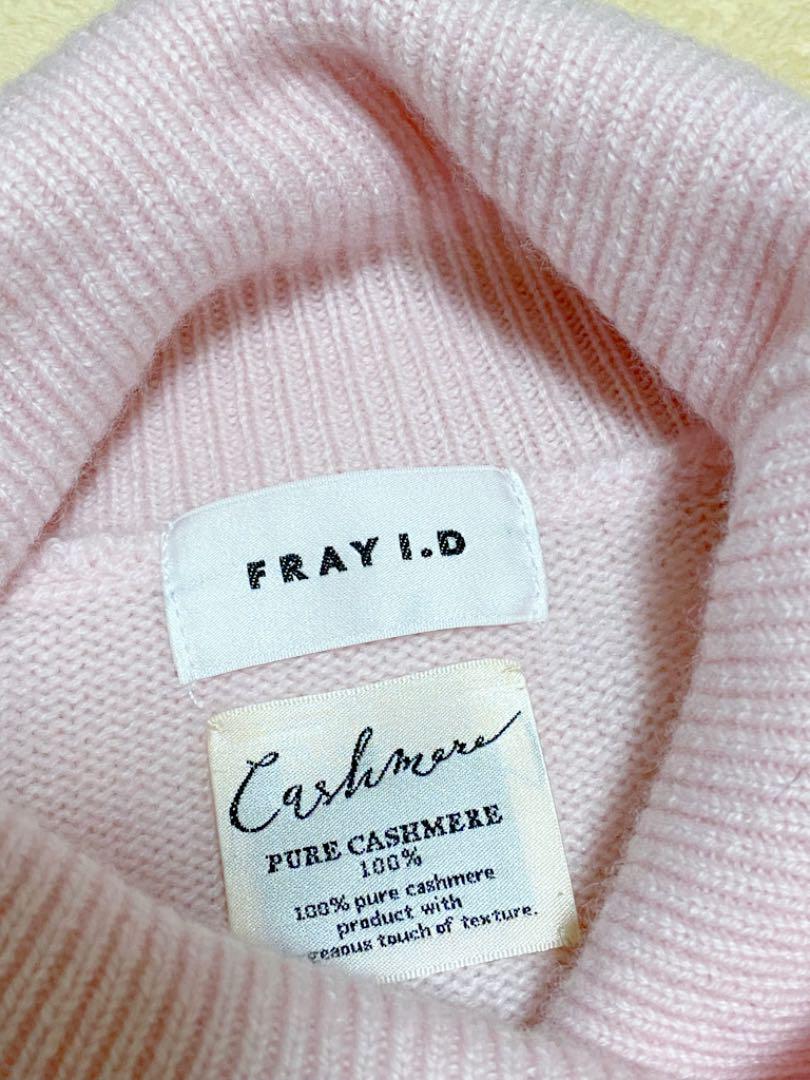 FRAY I.D
Cashmere
PURE CASHMERE
100%
100% pure cashmere
product with
touch of texture.